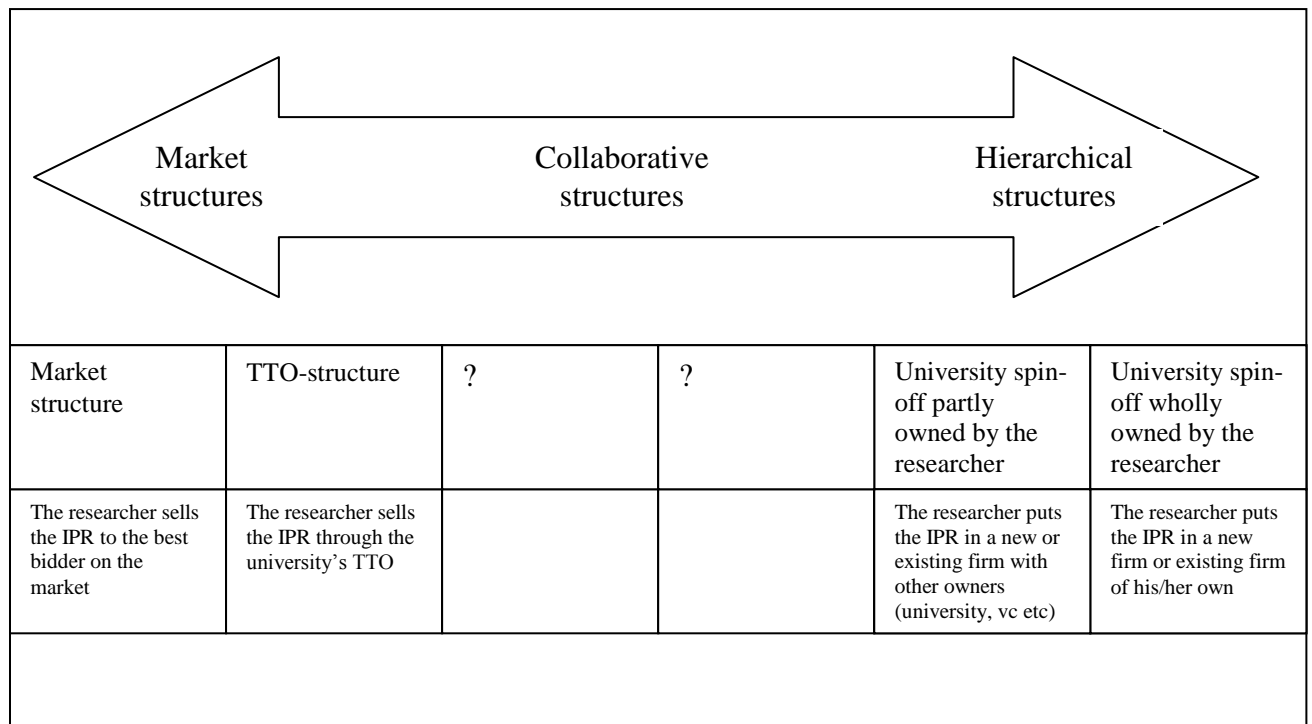 Market
structures
Collaborative
structures
Hierarchical
structures
Market
structure
TTO-structure
?
?
University spin-
off partly
owned by the
researcher
University spin-
off wholly
owned by the
researcher
The researcher sells
the IPR to the best
bidder on the
market
The researcher sells
the IPR through the
university’s TTO
The researcher puts
the IPR in a new or
existing firm with
other owners
(university, vc etc)
The researcher puts
the IPR in a new
firm or existing firm
of his/her own